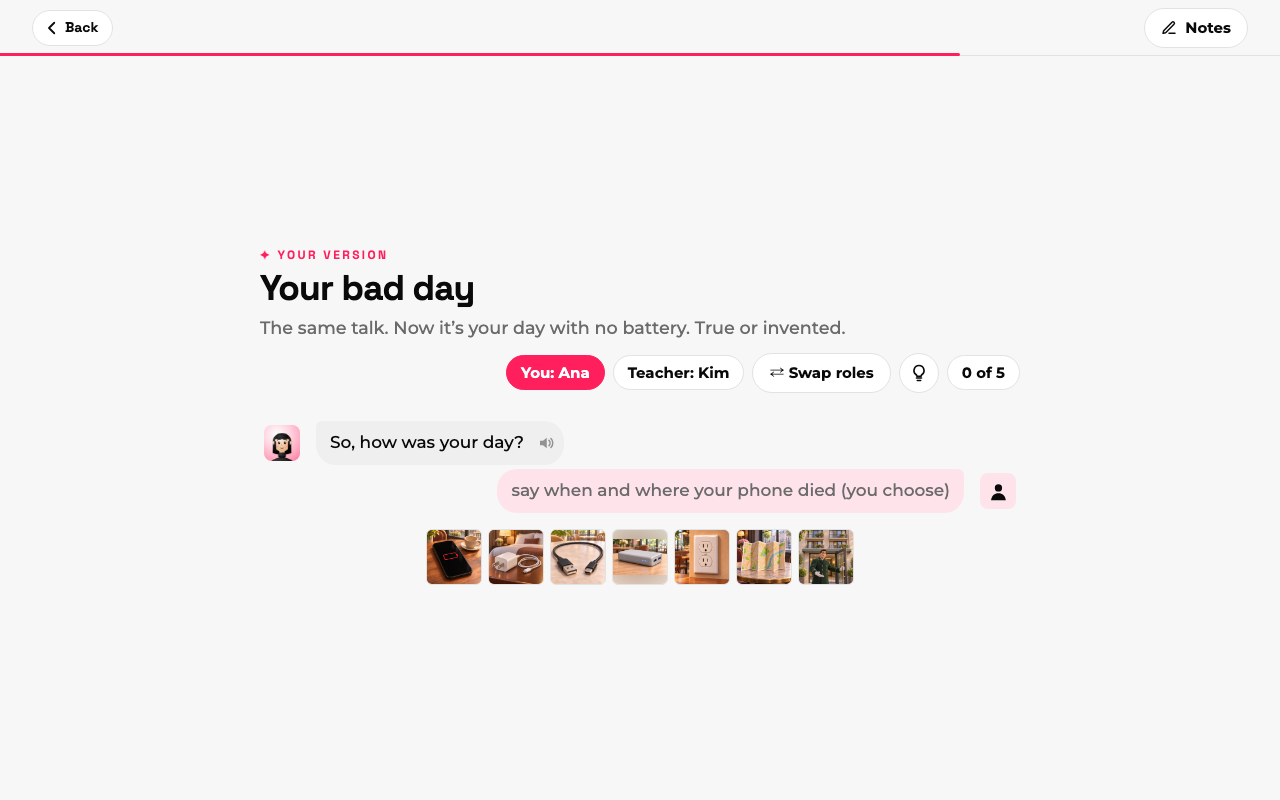 Back
Notes
✦ YOUR VERSION
Your bad day
The same talk. Now it's your day with no battery. True or invented.
You: Ana
Teacher: Kim
⇄ Swap roles
0 of 5
So, how was your day?
say when and where your phone died (you choose)